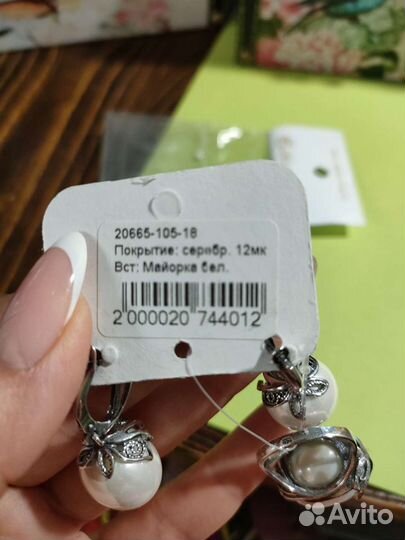 20665-105-18
Покрытие: серебр. 12мк
Вст: Майорка бел.
2 000020 744012
Avito